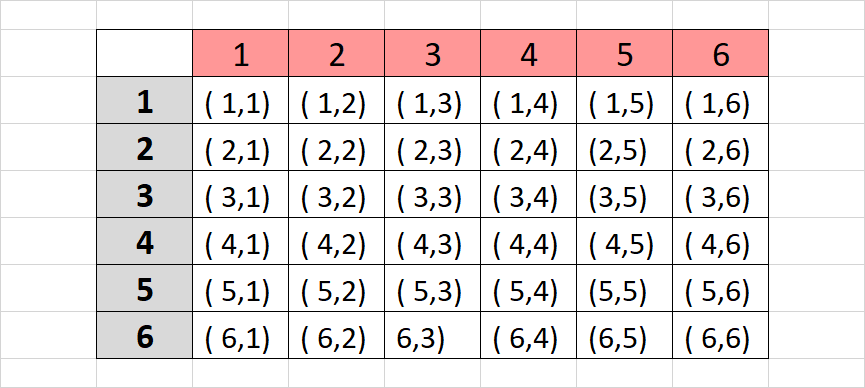 1 2 3 4 5 6
1 ( 1,1) ( 1,2) ( 1,3) ( 1,4) ( 1,5) ( 1,6)
2 ( 2,1) ( 2,2) ( 2,3) ( 2,4) (2,5) ( 2,6)
3 ( 3,1) ( 3,2) ( 3,3) ( 3,4) (3,5) ( 3,6)
4 ( 4,1) ( 4,2) ( 4,3) ( 4,4) ( 4,5) ( 4,6)
5 ( 5,1) ( 5,2) ( 5,3) ( 5,4) (5,5) ( 5,6)
6 ( 6,1) ( 6,2) 6,3) ( 6,4) (6,5) ( 6,6)